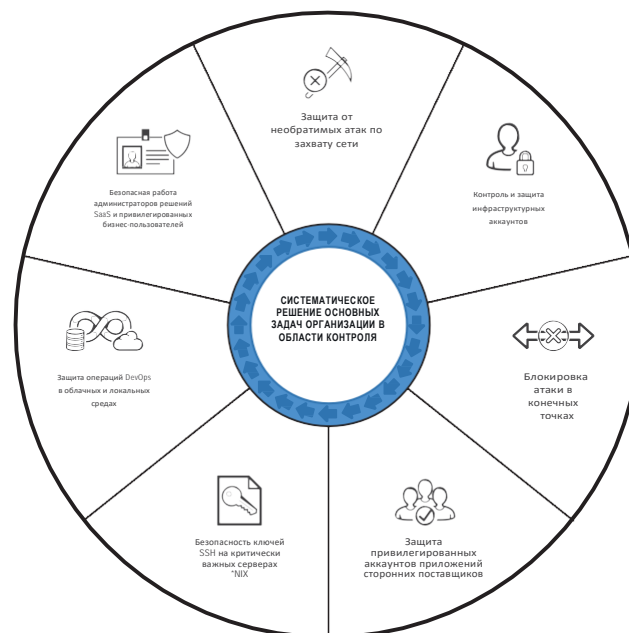 Защита от
необратимых атак по
захвату сети
Контроль и защита
инфраструктурных
аккаунтов
Блокировка
атаки в
конечных
точках
Защита
привилегированных
аккаунтов приложений
сторонних поставщиков
Безопасность ключей
SSH на критически
важных серверах
*NIX
Защита операций DevOps
в облачных и локальных
средах
Безопасная работа
администраторов решений
SaaS и привилегированных
бизнес-пользователей
СИСТЕМАТИЧЕСКОЕ
РЕШЕНИЕ ОСНОВНЫХ
ЗАДАЧ ОРГАНИЗАЦИИ В
ОБЛАСТИ КОНТРОЛЯ